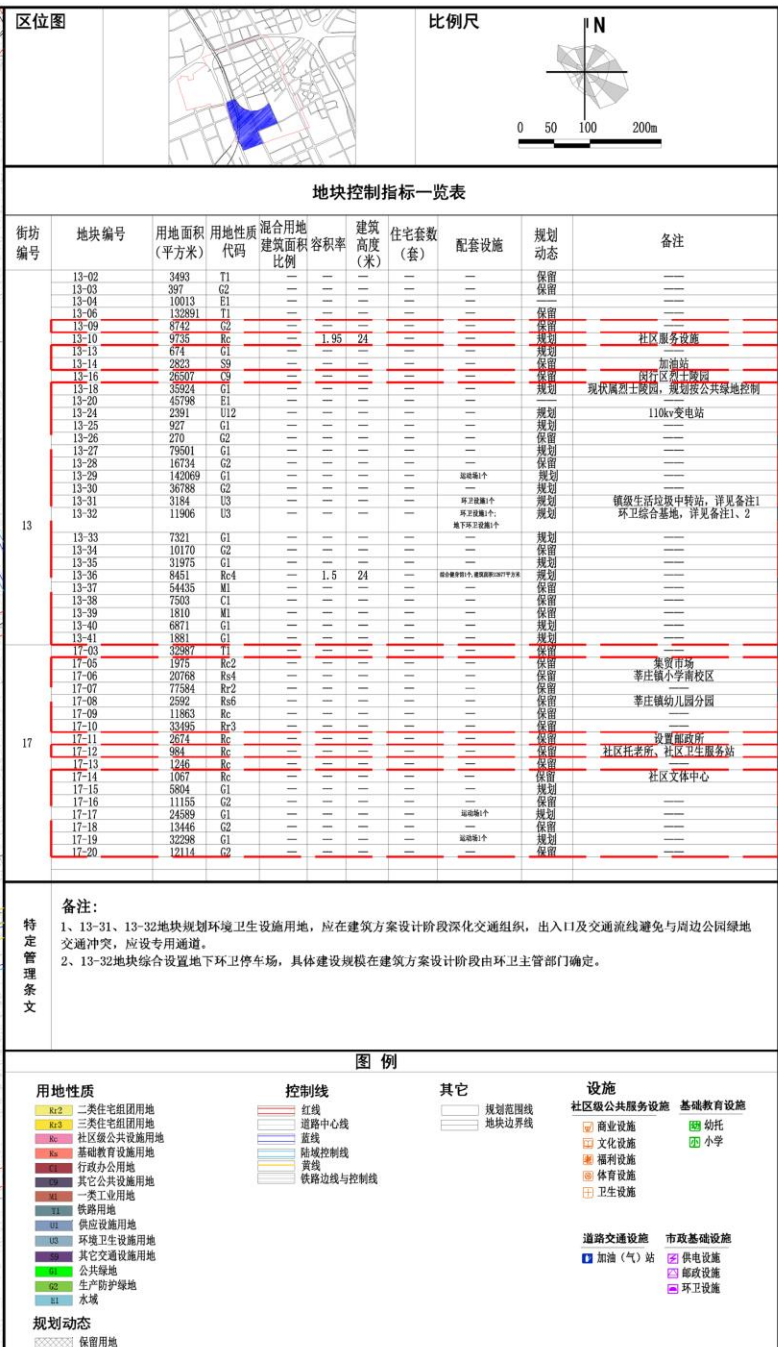 区位图
比例尺
N
0 50 100 200m
地块控制指标一览表
街坊编号 地块编号 用地面积(平方米) 用地性质代码 混合用地建筑面积比例 容积率 建筑高度(米) 住宅套数(套) 配套设施 规划动态 备注
13
13-02 3493 T1 — — — — — 保留 ——
13-03 397 G2 — — — — — 保留 ——
13-04 10013 E1 — — — — — —— ——
13-06 132891 T1 — — — — — 保留 ——
13-09 8742 G2 — — — — — 保留 ——
13-10 9735 Rc — 1.95 24 — — 规划 社区服务设施
13-13 674 G1 — — — — — 规划 ——
13-14 2823 S9 — — — — — 保留 加油站
13-16 26507 C9 — — — — — 保留 闵行区烈士陵园
13-18 35924 G1 — — — — — 规划 现状属烈士陵园，规划按公共绿地控制
13-20 45798 E1 — — — — — —— ——
13-24 2391 U12 — — — — — 规划 110kv变电站
13-25 927 G1 — — — — — 规划 ——
13-26 270 G2 — — — — — 保留 ——
13-27 79501 G1 — — — — — 规划 ——
13-28 16734 G2 — — — — — 保留 ——
13-29 142069 G1 — — — — 运动场1个 规划 ——
13-30 36788 G2 — — — — — 规划 ——
13-31 3184 U3 — — — — 环卫设施1个 规划 镇级生活垃圾中转站，详见备注1
13-32 11906 U3 — — — — 环卫设施1个; 地下环卫设施1个 规划 环卫综合基地，详见备注1、2
13-33 7321 G1 — — — — — 规划 ——
13-34 10170 G2 — — — — — 保留 ——
13-35 31975 G1 — — — — — 规划 ——
13-36 8451 Rc4 — 1.5 24 — 规划 ——
13-37 54435 M1 — — — — — 保留 ——
13-38 7503 C1 — — — — — 保留 ——
13-39 1810 M1 — — — — — 保留 ——
13-40 6871 G1 — — — — — 规划 ——
13-41 1881 G1 — — — — — 规划 ——
17
17-03 32987 T1 — — — — — 保留 ——
17-05 1975 Rc2 — — — — — 保留 集贸市场
17-06 20768 Rs4 — — — — — 保留 莘庄镇小学南校区
17-07 77584 Rr2 — — — — — 保留 ——
17-08 2592 Rs6 — — — — — 保留 莘庄镇幼儿园分园
17-09 11863 Rc — — — — — 保留 ——
17-10 33495 Rr3 — — — — — 保留 ——
17-11 2674 Rc — — — — — 保留 设置邮政所
17-12 984 Rc — — — — — 保留 社区托老所、社区卫生服务站
17-13 1246 Rc — — — — — 保留 ——
17-14 1067 Rc — — — — — 保留 社区文体中心
17-15 5804 G1 — — — — — 规划
17-16 11155 G2 — — — — — 保留 ——
17-17 24589 G1 — — — — 运动场1个 规划 ——
17-18 13446 G2 — — — — — 保留 ——
17-19 32298 G1 — — — — 运动场1个 规划 ——
17-20 12114 G2 — — — — — 保留 ——
特定管理条文
备注:
1、13-31、13-32地块规划环境卫生设施用地，应在建筑方案设计阶段深化交通组织，出入口及交通流线避免与周边公园绿地
交通冲突，应设专用通道。
2、13-32地块综合设置地下环卫停车场，具体建设规模在建筑方案设计阶段由环卫主管部门确定。
图 例
用地性质
Rr2 二类住宅组团用地
Rr3 三类住宅组团用地
Rc 社区级公共设施用地
Rs 基础教育设施用地
C1 行政办公用地
C9 其它公共设施用地
M1 一类工业用地
T1 铁路用地
U1 供应设施用地
U3 环境卫生设施用地
S9 其它交通设施用地
G1 公共绿地
G2 生产防护绿地
E1 水域
规划动态
保留用地
控制线
红线
道路中心线
蓝线
陆域控制线
黄线
铁路边线与控制线
其它
规划范围线
地块边界线
设施
社区级公共服务设施
商业设施
文化设施
福利设施
体育设施
卫生设施
基础教育设施
幼 幼托
小 小学
道路交通设施
加油（气）站
市政基础设施
供电设施
邮政设施
环卫设施